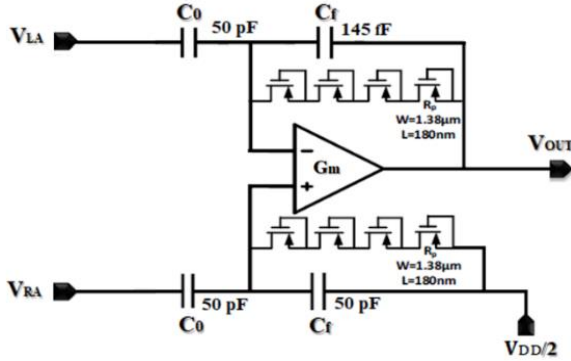 C0 Cf
50 pF 145 fF
VLA
Rp
W=1.38µm
L=180nm
−
Gm
+
VOUT
Rp
W=1.38µm
L=180nm
VRA
50 pF 50 pF
C0 Cf
VDD/2